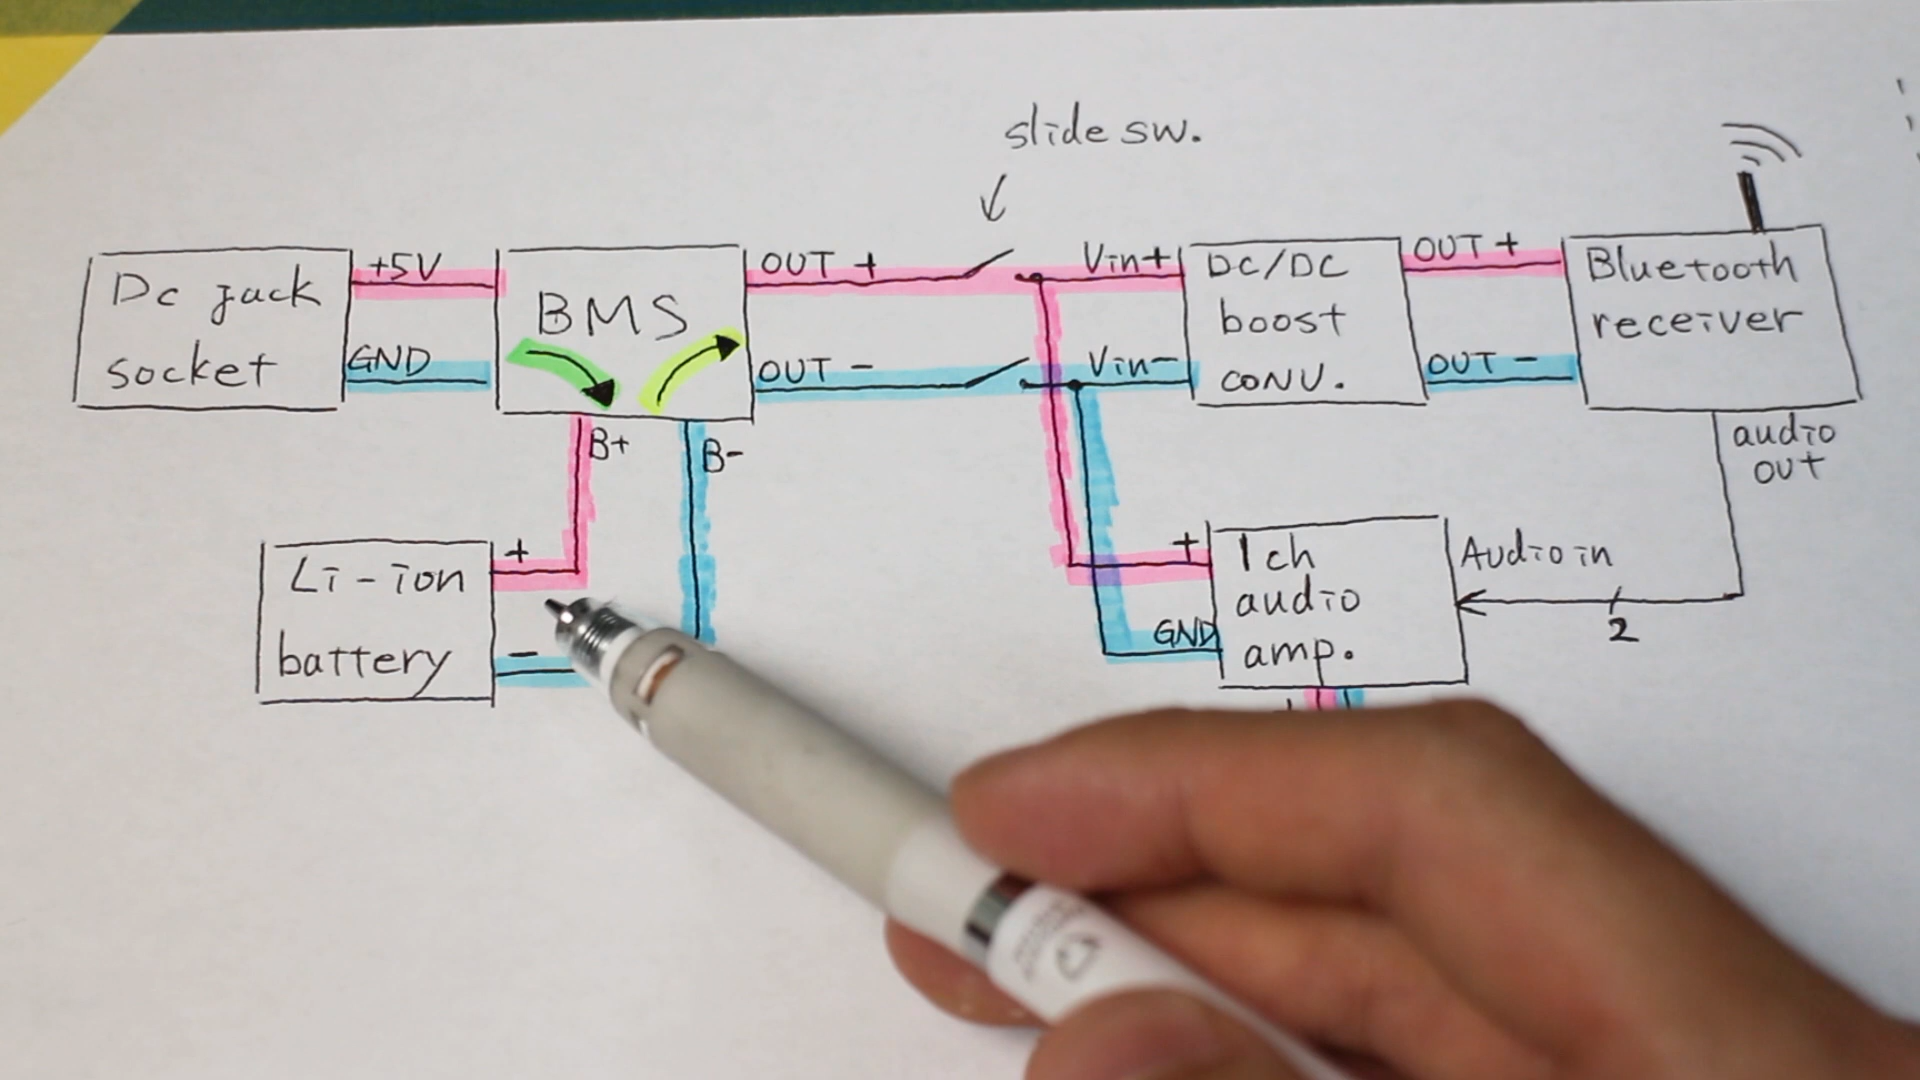 slide sw.
Dc jack
socket
+5V
GND
BMS
OUT +
OUT -
B+
B-
Vin+
Vin-
DC/DC
boost
conv.
OUT +
OUT -
Bluetooth
receiver
audio
out
Li-ion
battery
+
-
+
GND
1ch
audio
amp.
Audio in
2